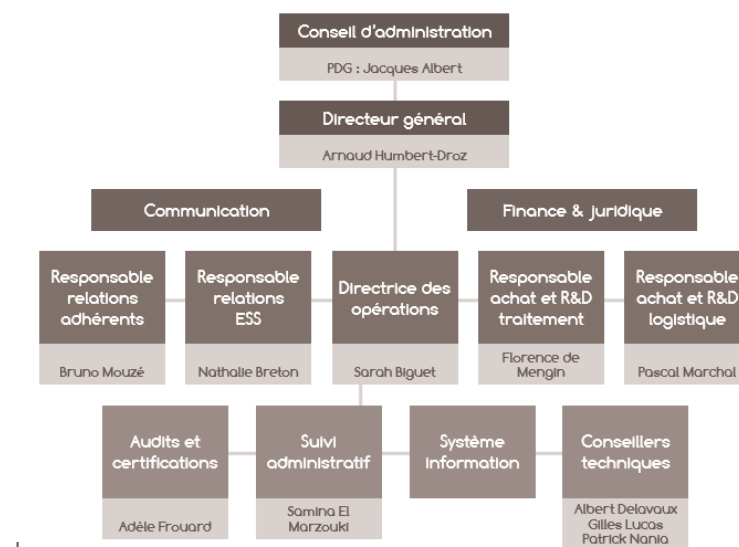 Conseil d'administration
PDG : Jacques Albert
Directeur général
Arnaud Humbert-Droz
Communication
Finance & juridique
Responsable
relations
adhérents
Bruno Mouzé
Responsable
relations
ESS
Nathalie Breton
Directrice des
opérations
Sarah Biguet
Responsable
achat et R&D
traitement
Florence de
Mengin
Responsable
achat et R&D
logistique
Pascal Marchal
Audits et
certifications
Adèle Frouard
Suivi
administratif
Samina El
Marzouki
Système
information
Conseillers
techniques
Albert Delavaux
Gilles Lucas
Patrick Nania